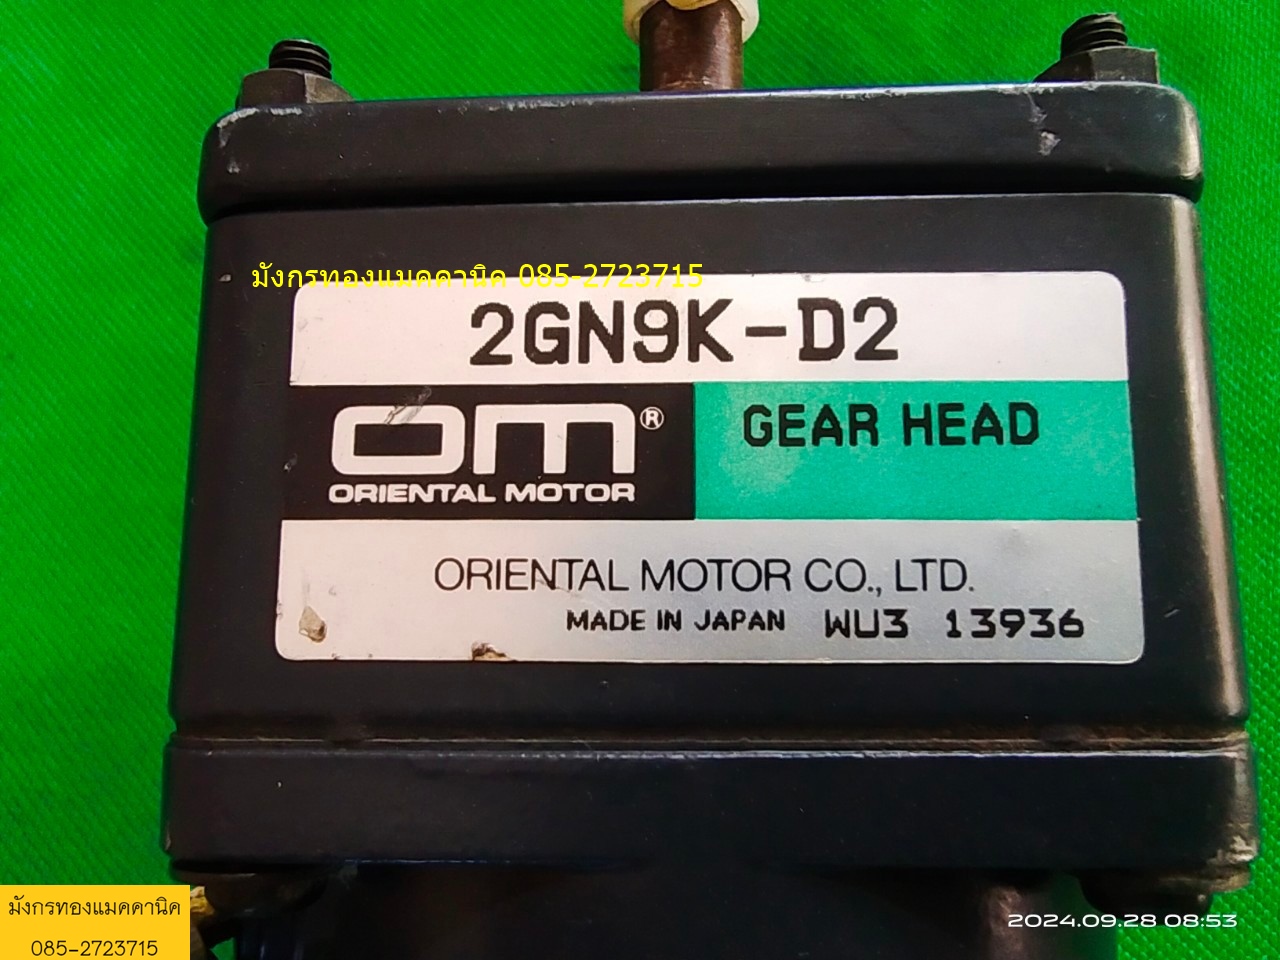 มังกรทองแมคคานิค 085-2723715
2GN9K-D2
OM®
ORIENTAL MOTOR
GEAR HEAD
ORIENTAL MOTOR CO., LTD.
MADE IN JAPAN WU3 13936
มังกรทองแมคคานิค
085-2723715
2024.09.28 08:53